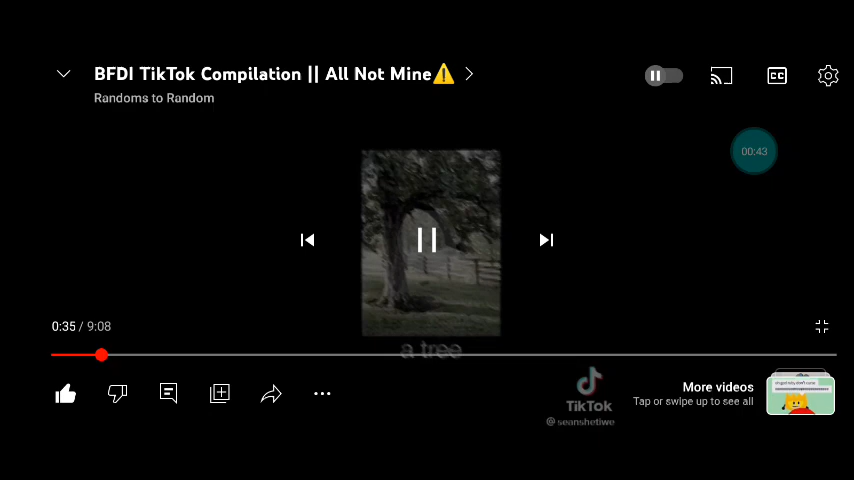 BFDI TikTok Compilation || All Not Mine⚠️
Randoms to Random
CC
00:43
0:35 / 9:08
a tree
TikTok
@seanshetiwe
More videos
Tap or swipe up to see all